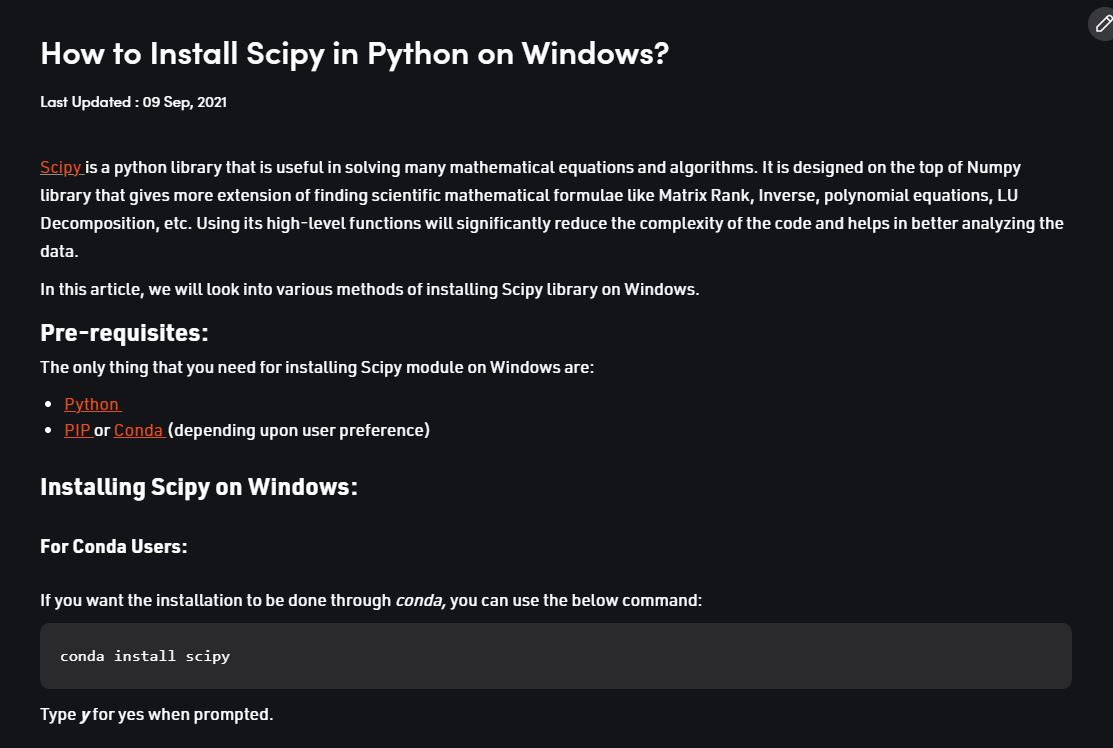 How to Install Scipy in Python on Windows?
Last Updated : 09 Sep, 2021
Scipy is a python library that is useful in solving many mathematical equations and algorithms. It is designed on the top of Numpy
library that gives more extension of finding scientific mathematical formulae like Matrix Rank, Inverse, polynomial equations, LU
Decomposition, etc. Using its high-level functions will significantly reduce the complexity of the code and helps in better analyzing the
data.
In this article, we will look into various methods of installing Scipy library on Windows.
Pre-requisites:
The only thing that you need for installing Scipy module on Windows are:
• Python
• PIP or Conda (depending upon user preference)
Installing Scipy on Windows:
For Conda Users:
If you want the installation to be done through conda, you can use the below command:
conda install scipy
Type y for yes when prompted.